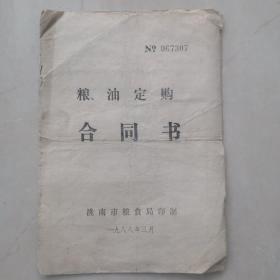 № 067307
粮、油定购
合同书
洮南市粮食局印制
一九八八年三月